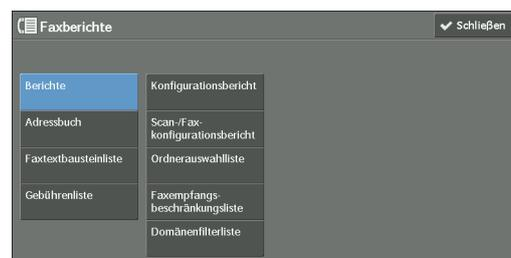 Faxberichte
Schließen
Berichte
Adressbuch
Faxtextbausteinliste
Gebührenliste
Konfigurationsbericht
Scan-/Fax-
konfigurationsbericht
Ordnerauswahlliste
Faxempfangs-
beschränkungsliste
Domänenfilterliste